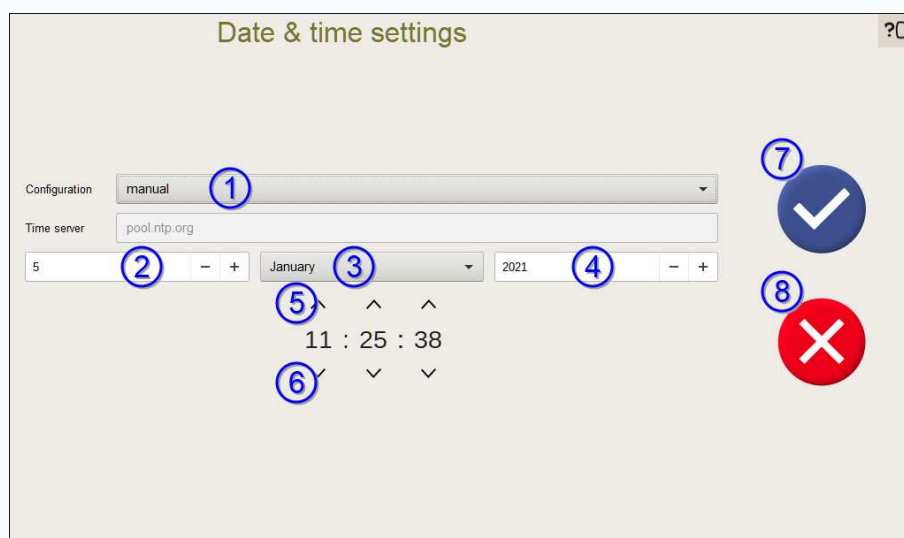 Date & time settings
?
7
Configuration manual 1
Time server pool.ntp.org
5 2 − + January 3 2021 4 − +
5 8
11 : 25 : 38
6